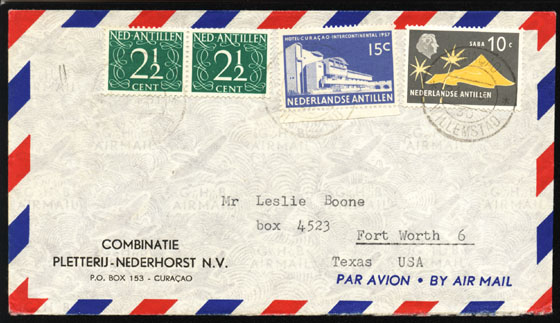 NED·ANTILLEN
2½
CENT
NED·ANTILLEN
2½
CENT
HOTEL CURAÇAO INTERCONTINENTAL 1957
15C
NEDERLANDSE ANTILLEN
SABA 10c
NEDERLANDSE ANTILLEN
WILLEMSTAD
Mr Leslie Boone
box 4523
Fort Worth 6
Texas USA
COMBINATIE
PLETTERIJ-NEDERHORST N.V.
P.O. BOX 153 - CURAÇAO
PAR AVION • BY AIR MAIL